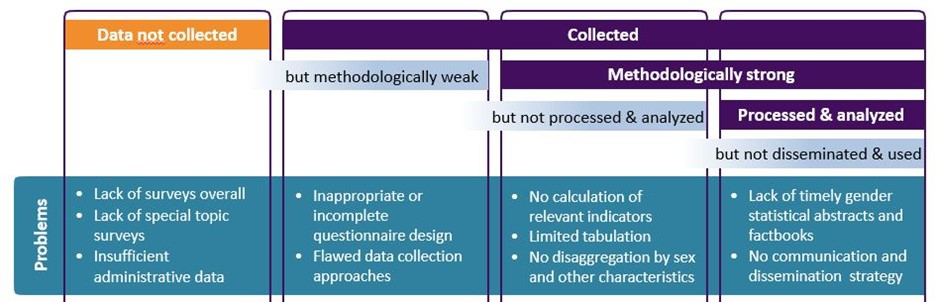 Data not collected
Collected
but methodologically weak
Methodologically strong
but not processed & analyzed
Processed & analyzed
but not disseminated & used
Problems
• Lack of surveys overall
• Lack of special topic
surveys
• Insufficient
administrative data
• Inappropriate or
incomplete
questionnaire design
• Flawed data collection
approaches
• No calculation of
relevant indicators
• Limited tabulation
• No disaggregation by sex
and other characteristics
• Lack of timely gender
statistical abstracts and
factbooks
• No communication and
dissemination strategy